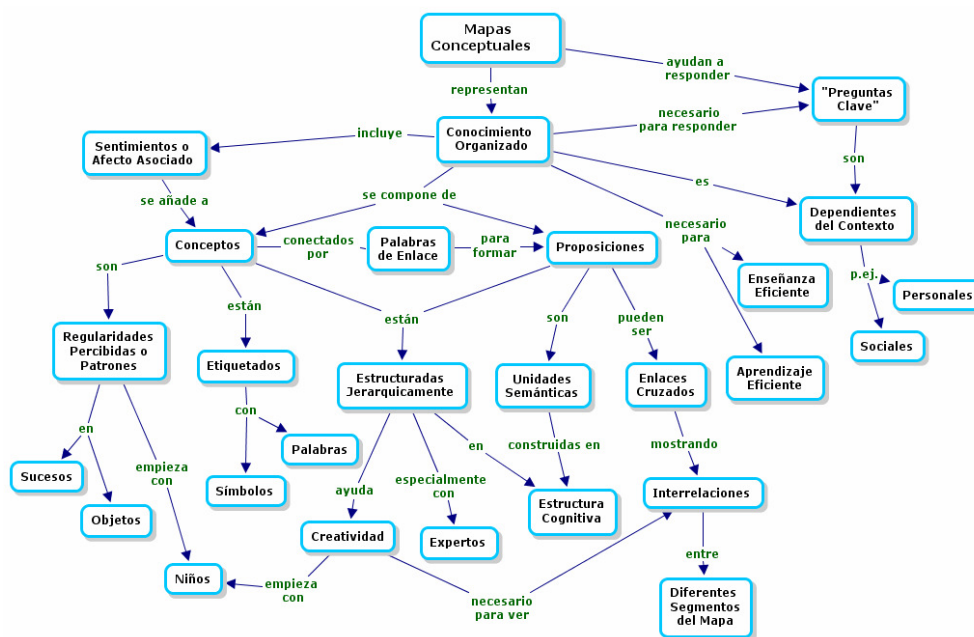 Mapas
Conceptuales
ayudan a
responder
representan
"Preguntas
Clave"
necesario
para responder
incluye
Conocimiento
Organizado
Sentimientos o
Afecto Asociado
son
es
se añade a
se compone de
necesario
para
Dependientes
del Contexto
Conceptos
conectados
por
Palabras
de Enlace
para
formar
Proposiciones
son
p.ej.
Enseñanza
Eficiente
Personales
están
están
son
pueden
ser
Regularidades
Percibidas o
Patrones
Sociales
Etiquetados
Estructuradas
Jerarquicamente
Unidades
Semánticas
Enlaces
Cruzados
Aprendizaje
Eficiente
con
en
Palabras
en
construidas en
mostrando
empieza
con
Sucesos
Símbolos
ayuda
especialmente
con
Interrelaciones
Objetos
Estructura
Cognitiva
Creatividad
Expertos
entre
Niños
empieza
con
necesario
para ver
Diferentes
Segmentos
del Mapa